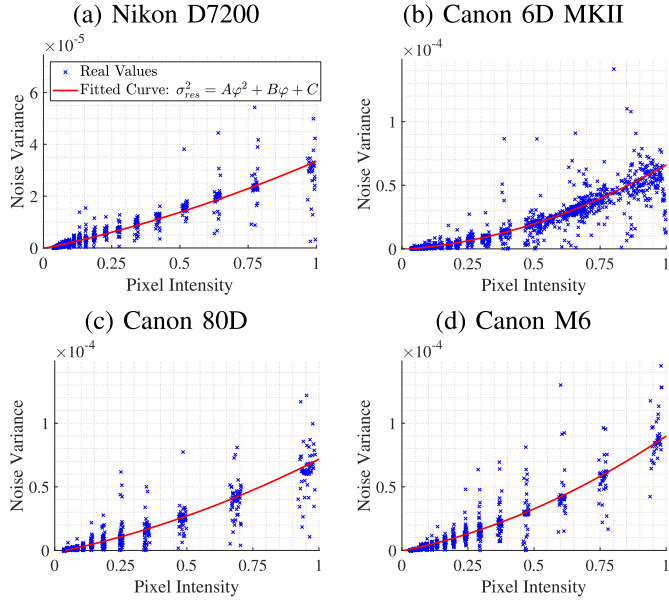 (a) Nikon D7200
×10⁻⁵
Noise Variance
6
4
2
0
0 0.25 0.5 0.75 1
Pixel Intensity
Real Values
Fitted Curve: σ²_res = Aφ² + Bφ + C
(b) Canon 6D MKII
×10⁻⁴
Noise Variance
1
0.5
0
0 0.25 0.5 0.75 1
Pixel Intensity
(c) Canon 80D
×10⁻⁴
Noise Variance
1
0.5
0
0 0.25 0.5 0.75 1
Pixel Intensity
(d) Canon M6
×10⁻⁴
Noise Variance
1
0.5
0
0 0.25 0.5 0.75 1
Pixel Intensity